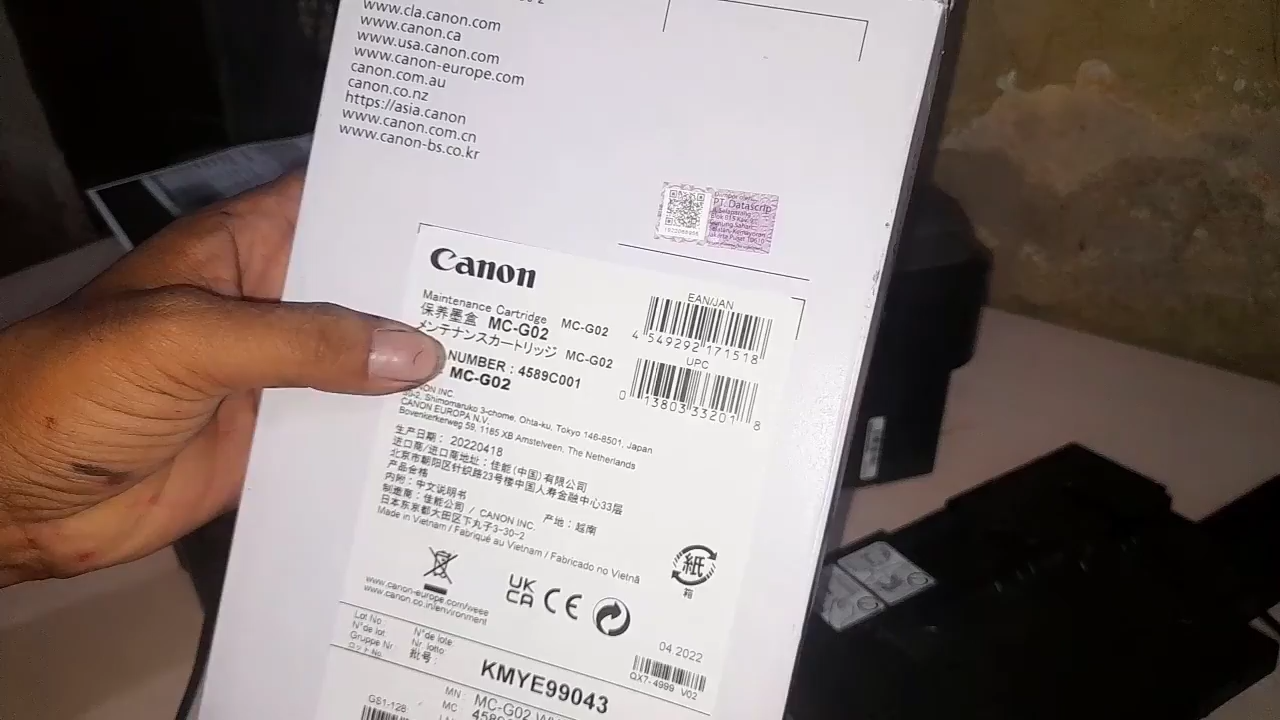 www.cla.canon.com
www.canon.ca
www.usa.canon.com
www.canon-europe.com
canon.com.au
canon.co.nz
https://asia.canon
www.canon.com.cn
www.canon-bs.co.kr
PT. Datascrip
Canon
Maintenance Cartridge MC-G02
保养墨盒 MC-G02
メンテナンスカートリッジ MC-G02
NUMBER : 4589C001
MC-G02
EAN/JAN
4 549292 171518
UPC
0 13803 33201 8
INC.
Shimomaruko 3-chome, Ohta-ku, Tokyo 146-8501, Japan
CANON EUROPA N.V.
Bovenkerkerweg 59, 1185 XB Amstelveen, The Netherlands
生产日期： 20220418
进口商/进口商地址：佳能(中国)有限公司
北京市朝阳区针织路23号楼中国人寿金融中心33层
产品合格
内附：中文说明书
制造商：佳能公司 / CANON INC. 产地：越南
日本东京都大田区下丸子3-30-2
Made in Vietnam / Fabriqué au Vietnam / Fabricado no Vietnã
紙
箱
www.canon-europe.com/weee
www.canon.co.in/environment
UK
CA CE
04.2022
QX7-4999 V02
Lot No
N°de lot N°de lote
Gruppe Nr Nr. lotto
ロットNo. 批号:
KMYE99043
GS1-128
MN: MC-G02
MC